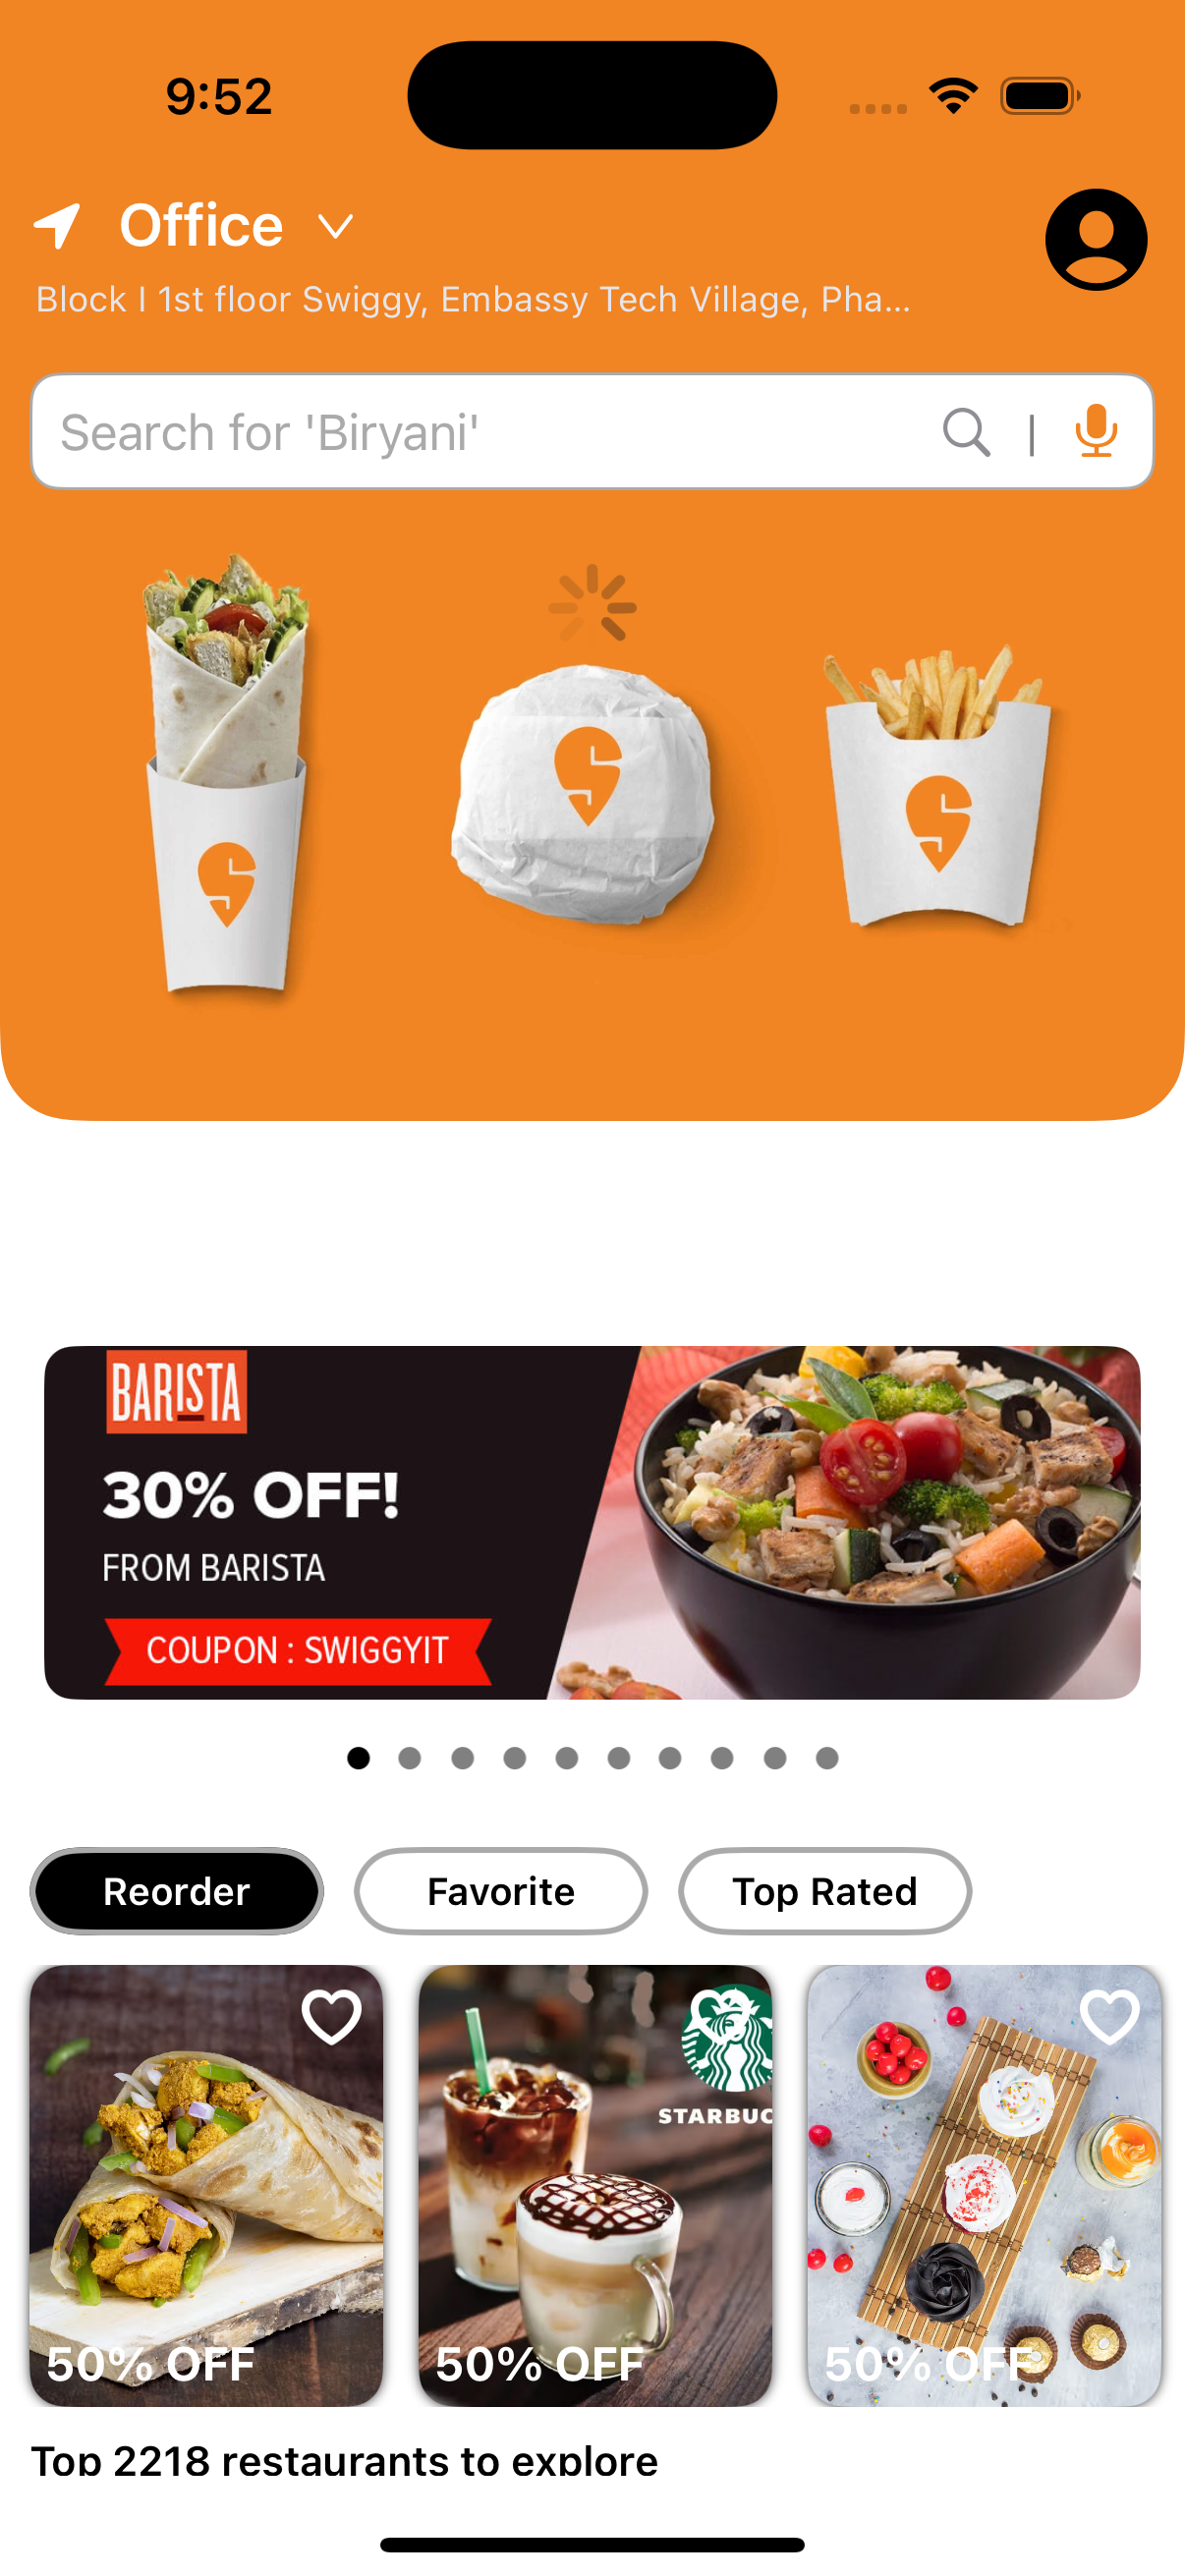 9:52
Office
Block I 1st floor Swiggy, Embassy Tech Village, Pha...
Search for 'Biryani'
BARISTA
30% OFF!
FROM BARISTA
COUPON : SWIGGYIT
Reorder
Favorite
Top Rated
STARBUC
50% OFF
50% OFF
50% OFF
Top 2218 restaurants to explore